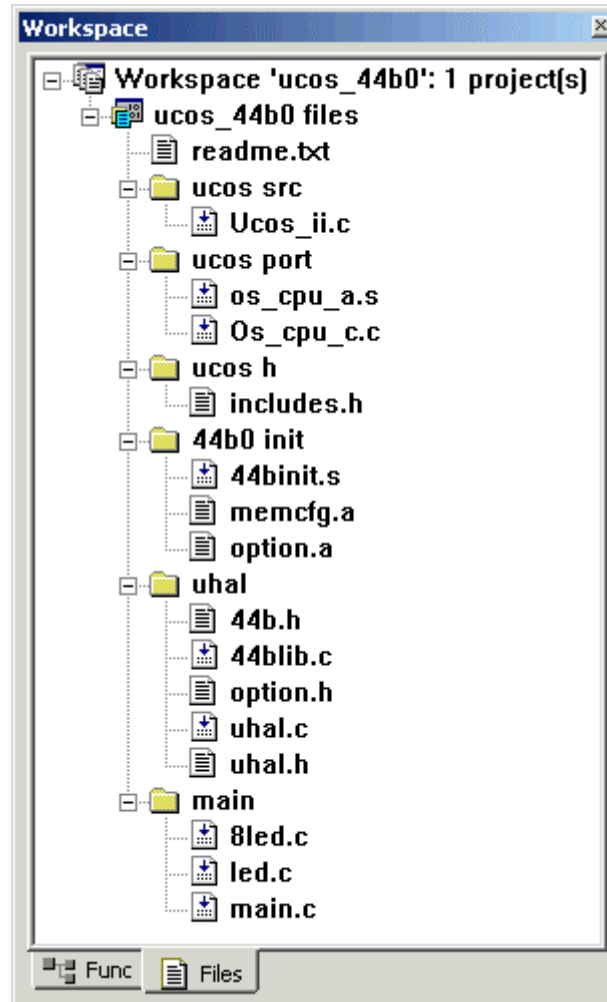 Workspace
Workspace 'ucos_44b0': 1 project(s)
ucos_44b0 files
readme.txt
ucos src
Ucos_ii.c
ucos port
os_cpu_a.s
Os_cpu_c.c
ucos h
includes.h
44b0 init
44binit.s
memcfg.a
option.a
uhal
44b.h
44blib.c
option.h
uhal.c
uhal.h
main
8led.c
led.c
main.c
Func Files